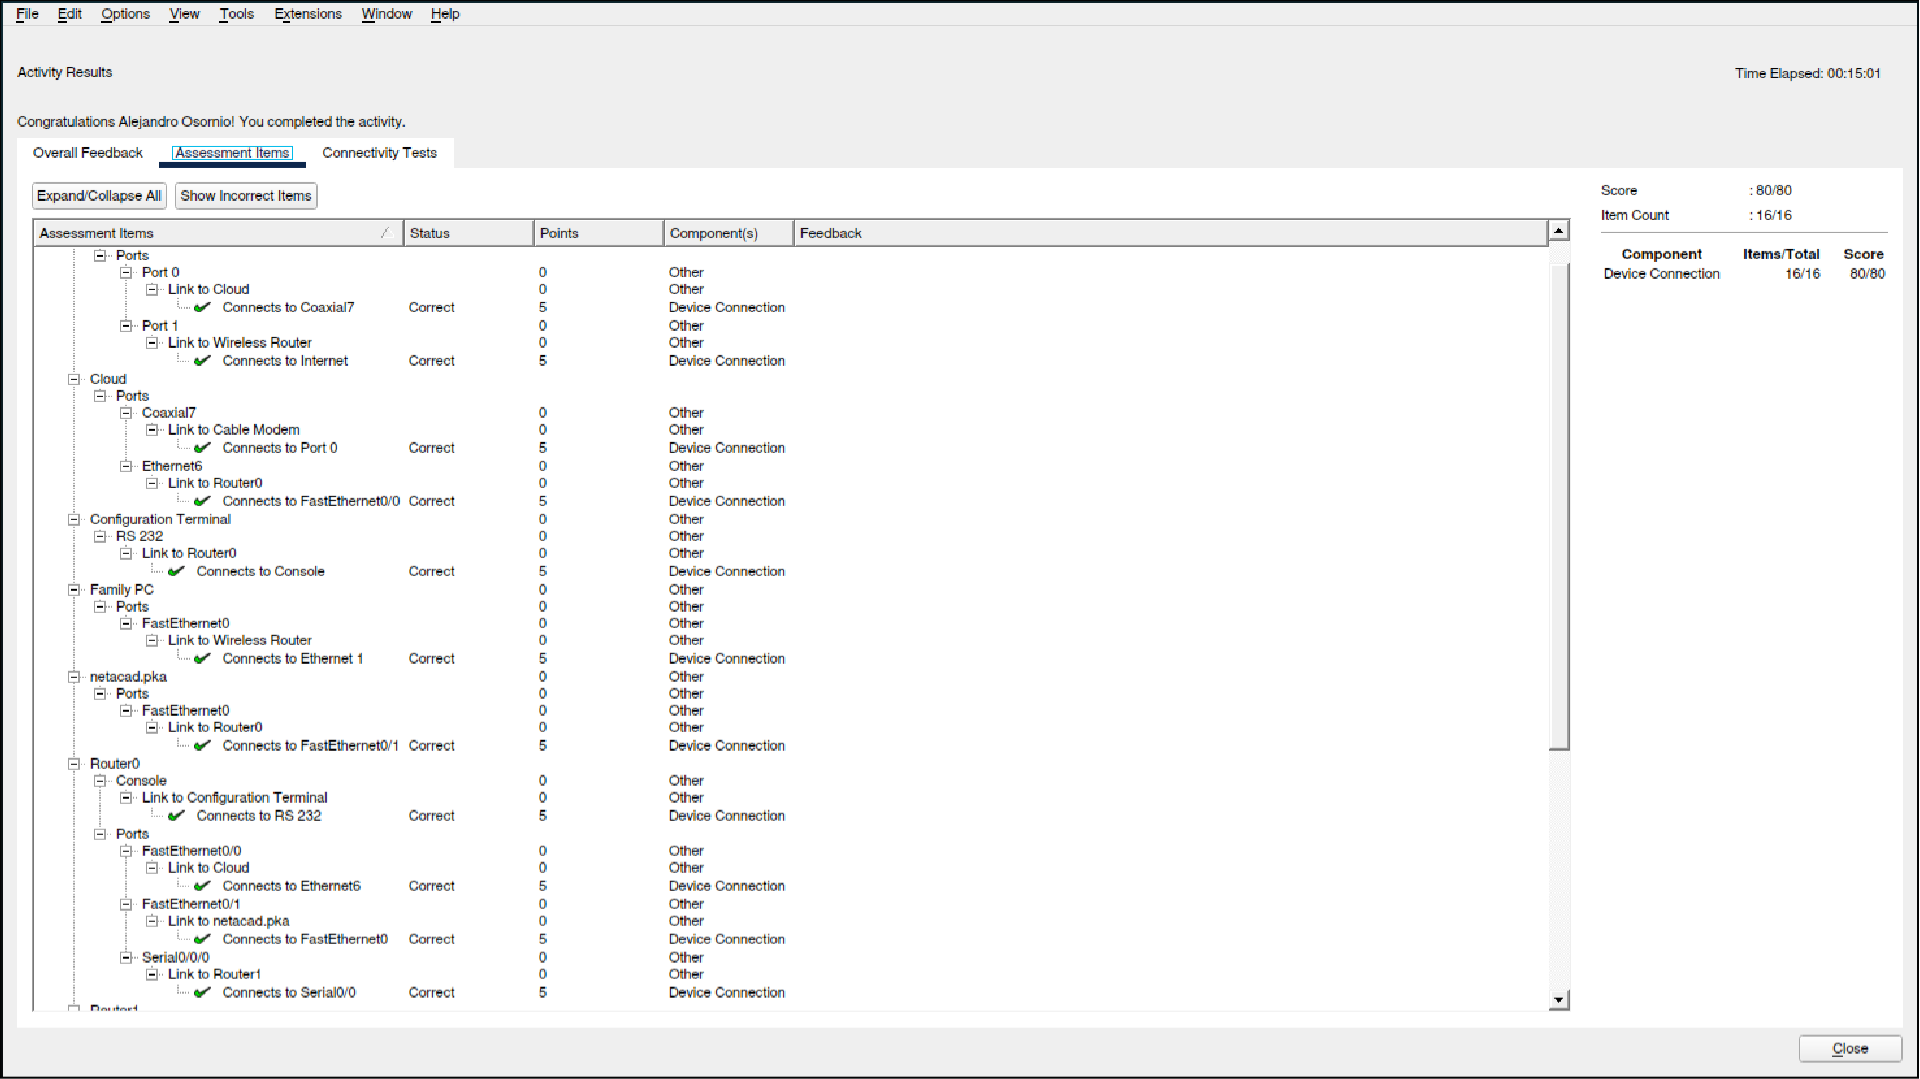 File Edit Options View Tools Extensions Window Help
Activity Results
Time Elapsed: 00:15:01
Congratulations Alejandro Osornio! You completed the activity.
Overall Feedback Assessment Items Connectivity Tests
Expand/Collapse All Show Incorrect Items
Assessment Items Status Points Component(s) Feedback
Ports
Port 0 0 Other
Link to Cloud 0 Other
Connects to Coaxial7 Correct 5 Device Connection
Port 1 0 Other
Link to Wireless Router 0 Other
Connects to Internet Correct 5 Device Connection
Cloud
Ports
Coaxial7 0 Other
Link to Cable Modem 0 Other
Connects to Port 0 Correct 5 Device Connection
Ethernet6 0 Other
Link to Router0 0 Other
Connects to FastEthernet0/0 Correct 5 Device Connection
Configuration Terminal 0 Other
RS 232 0 Other
Link to Router0 0 Other
Connects to Console Correct 5 Device Connection
Family PC 0 Other
Ports 0 Other
FastEthernet0 0 Other
Link to Wireless Router 0 Other
Connects to Ethernet 1 Correct 5 Device Connection
netacad.pka 0 Other
Ports 0 Other
FastEthernet0 0 Other
Link to Router0 0 Other
Connects to FastEthernet0/1 Correct 5 Device Connection
Router0
Console 0 Other
Link to Configuration Terminal 0 Other
Connects to RS 232 Correct 5 Device Connection
Ports
FastEthernet0/0 0 Other
Link to Cloud 0 Other
Connects to Ethernet6 Correct 5 Device Connection
FastEthernet0/1 0 Other
Link to netacad.pka 0 Other
Connects to FastEthernet0 Correct 5 Device Connection
Serial0/0/0 0 Other
Link to Router1 0 Other
Connects to Serial0/0 Correct 5 Device Connection
Router1
Score : 80/80
Item Count : 16/16
Component Items/Total Score
Device Connection 16/16 80/80
Close